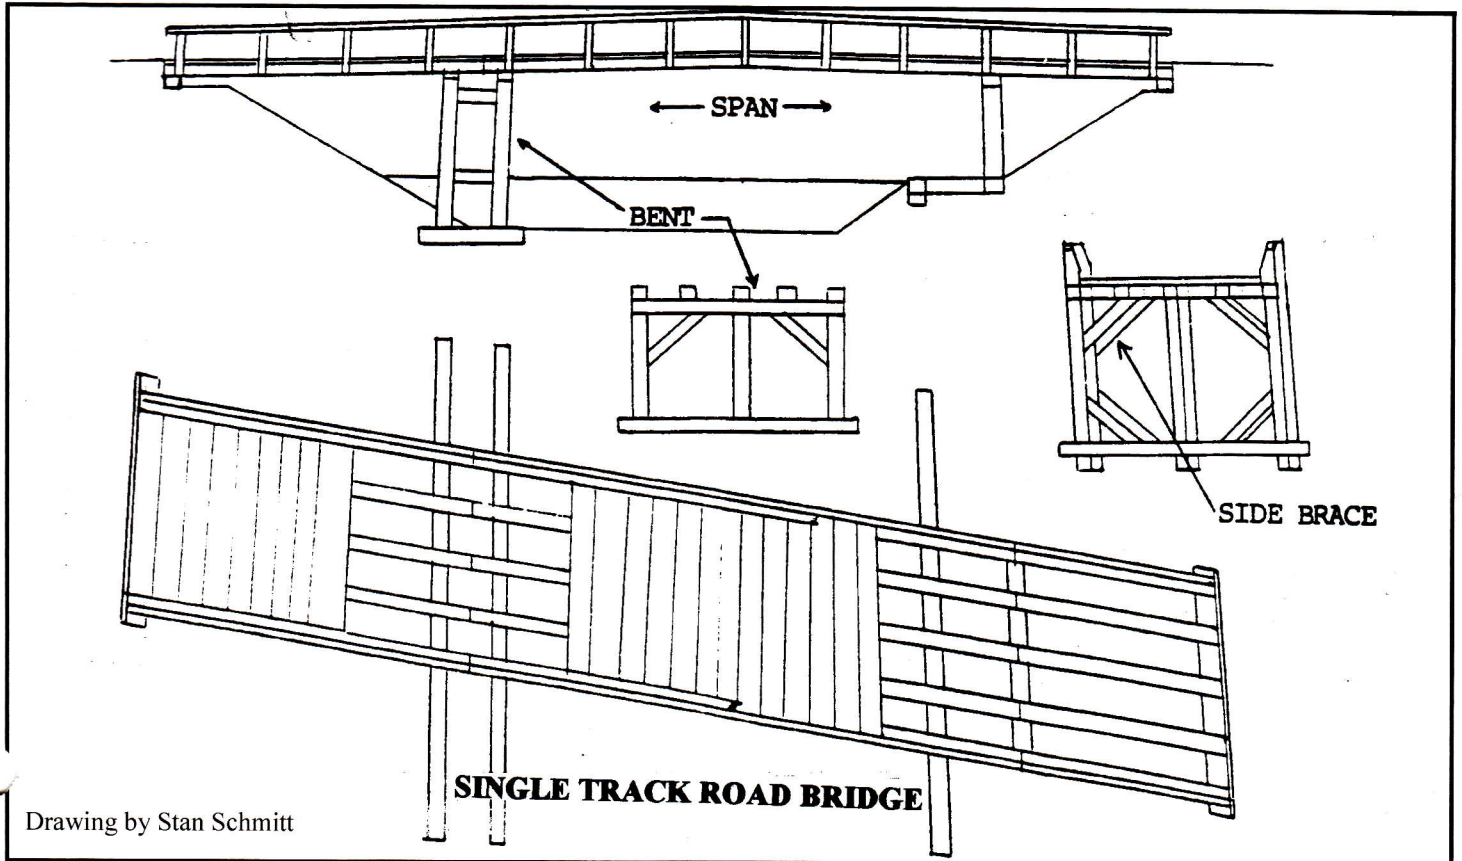 SPAN
BENT
SIDE BRACE
SINGLE TRACK ROAD BRIDGE
Drawing by Stan Schmitt